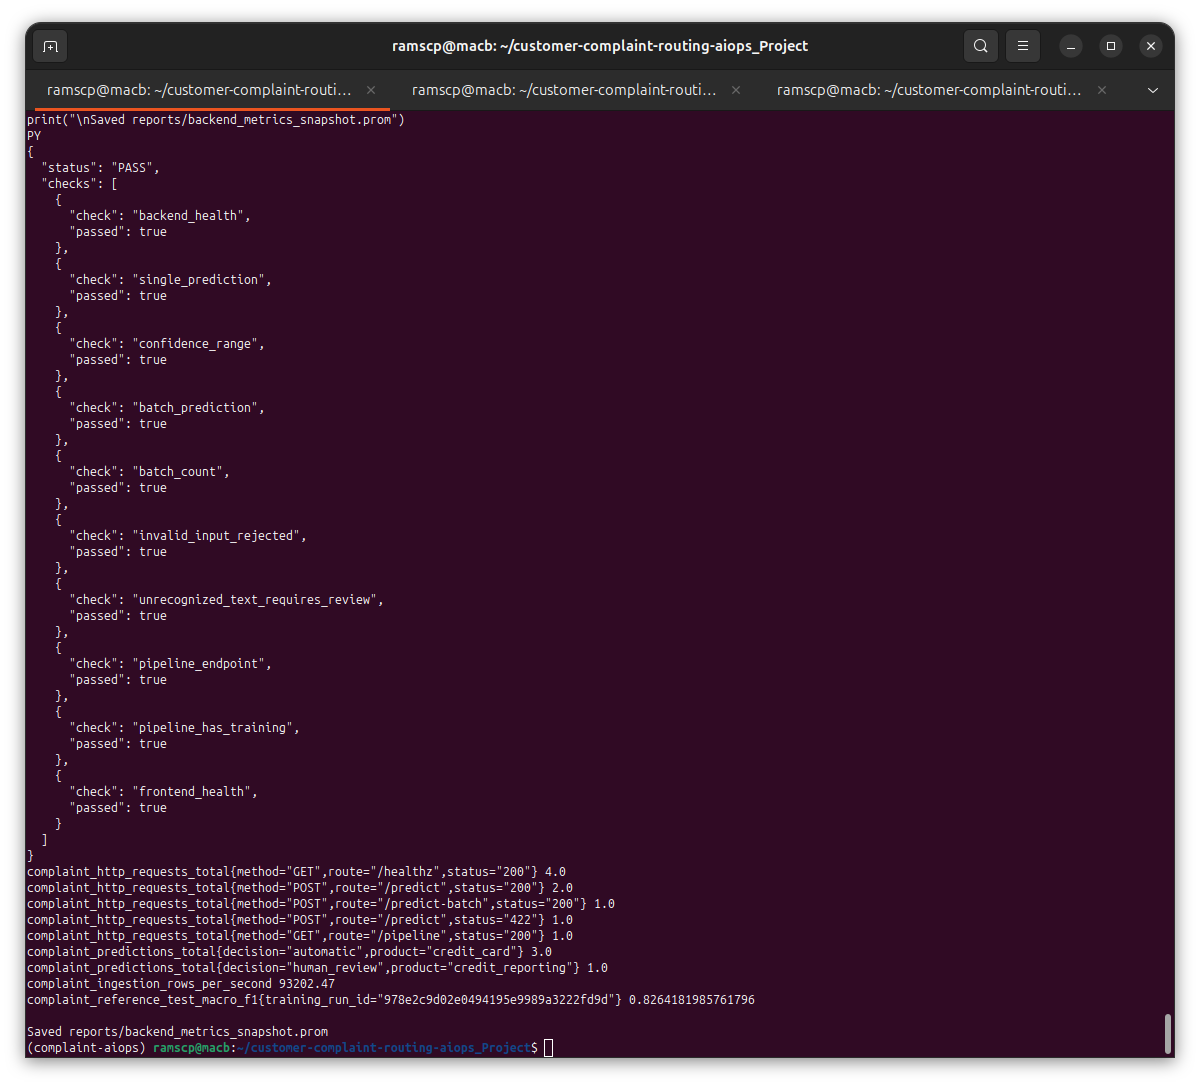 ramscp@macb: ~/customer-complaint-routing-aiops_Project
ramscp@macb: ~/customer-complaint-routi...
ramscp@macb: ~/customer-complaint-routi...
ramscp@macb: ~/customer-complaint-routi...
print("\nSaved reports/backend_metrics_snapshot.prom")
PY
{
  "status": "PASS",
  "checks": [
    {
      "check": "backend_health",
      "passed": true
    },
    {
      "check": "single_prediction",
      "passed": true
    },
    {
      "check": "confidence_range",
      "passed": true
    },
    {
      "check": "batch_prediction",
      "passed": true
    },
    {
      "check": "batch_count",
      "passed": true
    },
    {
      "check": "invalid_input_rejected",
      "passed": true
    },
    {
      "check": "unrecognized_text_requires_review",
      "passed": true
    },
    {
      "check": "pipeline_endpoint",
      "passed": true
    },
    {
      "check": "pipeline_has_training",
      "passed": true
    },
    {
      "check": "frontend_health",
      "passed": true
    }
  ]
}
complaint_http_requests_total{method="GET",route="/healthz",status="200"} 4.0
complaint_http_requests_total{method="POST",route="/predict",status="200"} 2.0
complaint_http_requests_total{method="POST",route="/predict-batch",status="200"} 1.0
complaint_http_requests_total{method="POST",route="/predict",status="422"} 1.0
complaint_http_requests_total{method="GET",route="/pipeline",status="200"} 1.0
complaint_predictions_total{decision="automatic",product="credit_card"} 3.0
complaint_predictions_total{decision="human_review",product="credit_reporting"} 1.0
complaint_ingestion_rows_per_second 93202.47
complaint_reference_test_macro_f1{training_run_id="978e2c9d02e0494195e9989a3222fd9d"} 0.8264181985761796

Saved reports/backend_metrics_snapshot.prom
(complaint-aiops) ramscp@macb:~/customer-complaint-routing-aiops_Project$